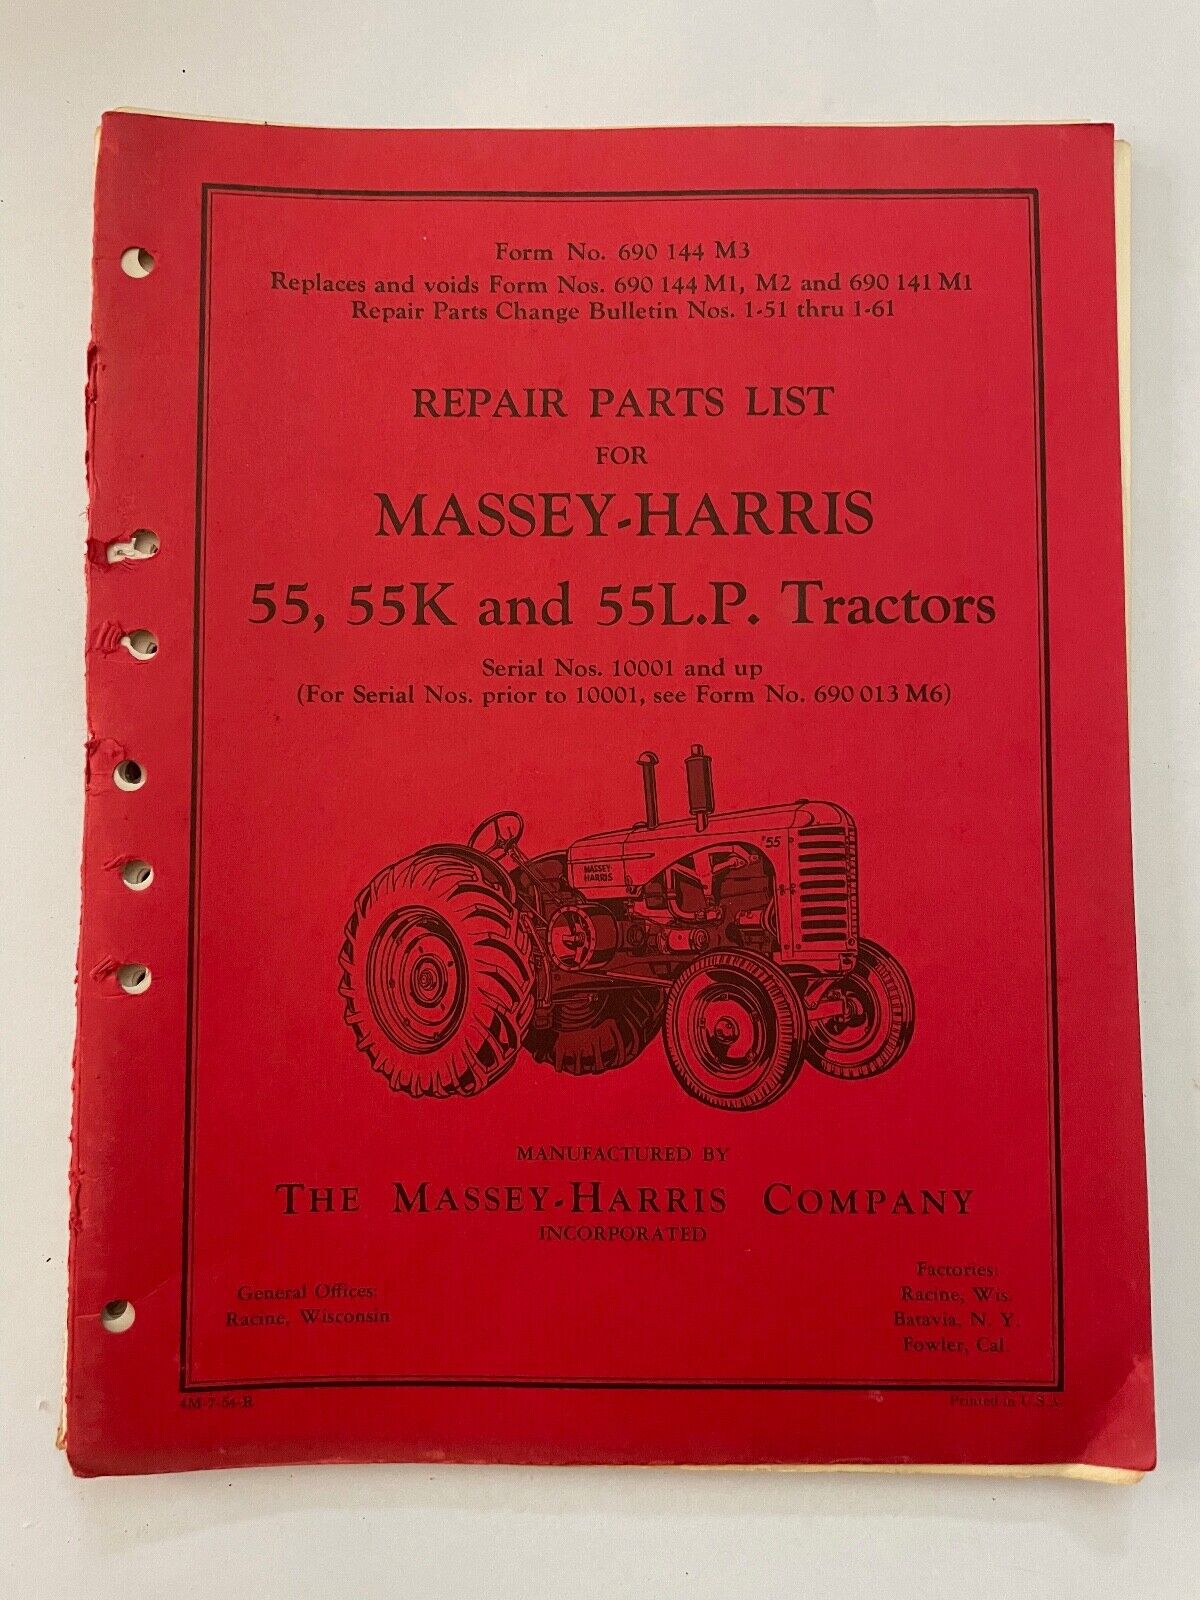 Form No. 690 144 M3
Replaces and voids Form Nos. 690 144 M1, M2 and 690 141 M1
Repair Parts Change Bulletin Nos. 1-51 thru 1-61
REPAIR PARTS LIST
FOR
MASSEY-HARRIS
55, 55K and 55L.P. Tractors
Serial Nos. 10001 and up
(For Serial Nos. prior to 10001, see Form No. 690 013 M6)
55
MASSEY-
HARRIS
MANUFACTURED BY
THE MASSEY-HARRIS COMPANY
INCORPORATED
General Offices:
Racine, Wisconsin
Factories:
Racine, Wis.
Batavia, N. Y.
Fowler, Cal.
4M-7-54-R
Printed in U.S.A.